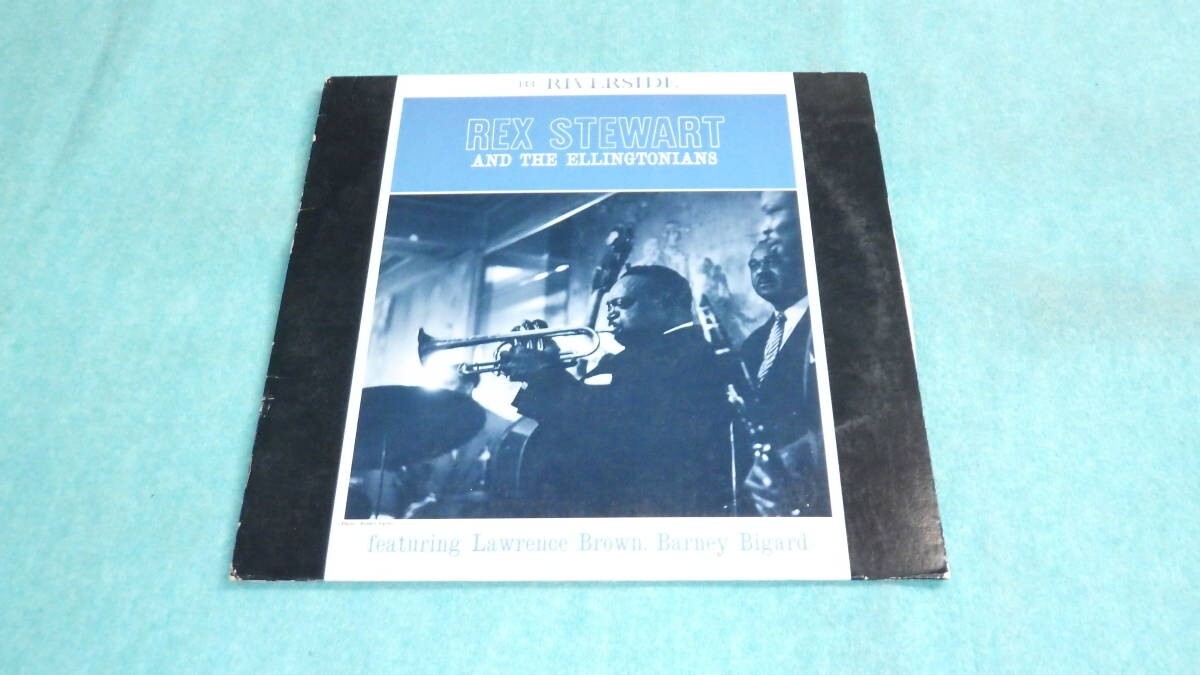 RIVERSIDE
REX STEWART
AND THE ELLINGTONIANS
featuring Lawrence Brown, Barney Bigard